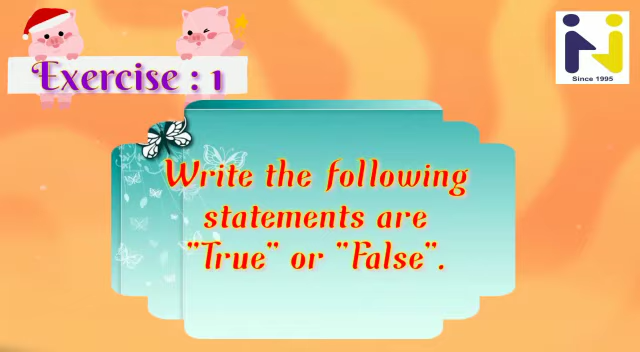 Exercise : 1
Since 1995
Write the following
statements are
"True" or "False".